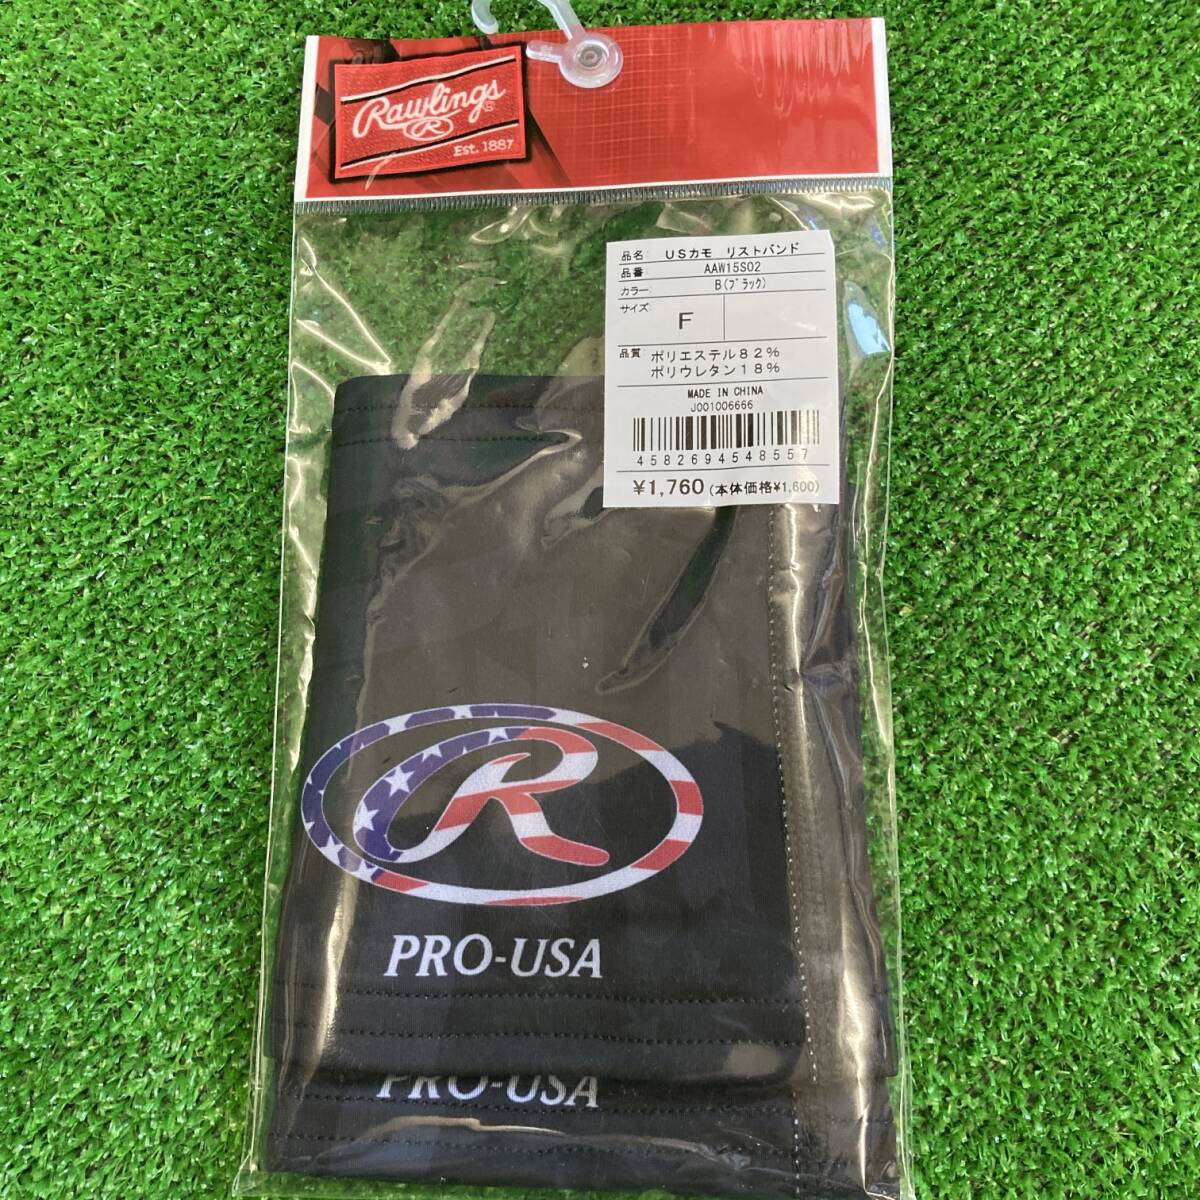 Rawlings
R
Est. 1887
品名: USカモ リストバンド
品番: AAW15S02
カラー: B(ブラック)
サイズ: F
品質: ポリエステル82%
ポリウレタン18%
MADE IN CHINA
J001006666
4582694548557
¥1,760(本体価格¥1,600)
R
PRO-USA
PRO-USA